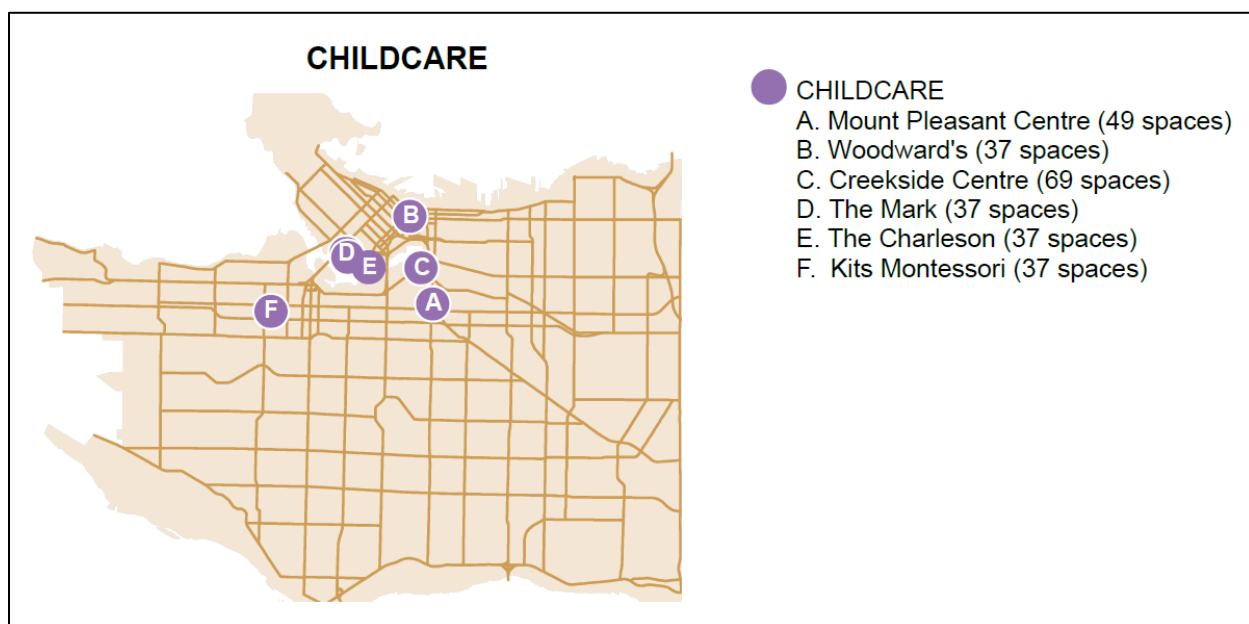 CHILDCARE
CHILDCARE
A. Mount Pleasant Centre (49 spaces)
B. Woodward's (37 spaces)
C. Creekside Centre (69 spaces)
D. The Mark (37 spaces)
E. The Charleson (37 spaces)
F. Kits Montessori (37 spaces)
B
D
E
C
A
F